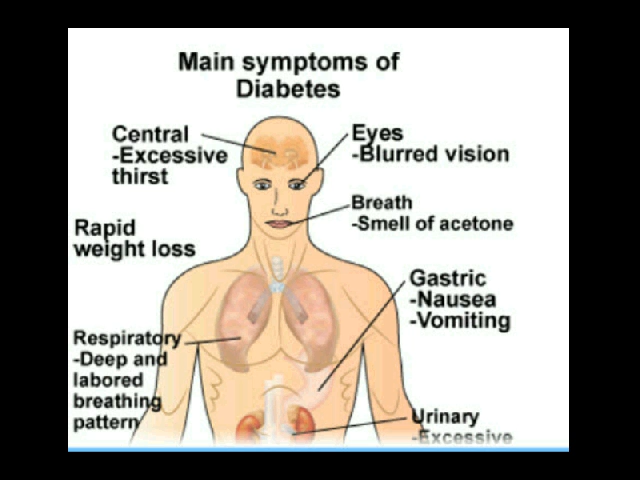 Main symptoms of
Diabetes
Central
-Excessive
thirst
Eyes
-Blurred vision
Breath
-Smell of acetone
Rapid
weight loss
Gastric
-Nausea
-Vomiting
Respiratory
-Deep and
labored
breathing
pattern
Urinary
-Excessive